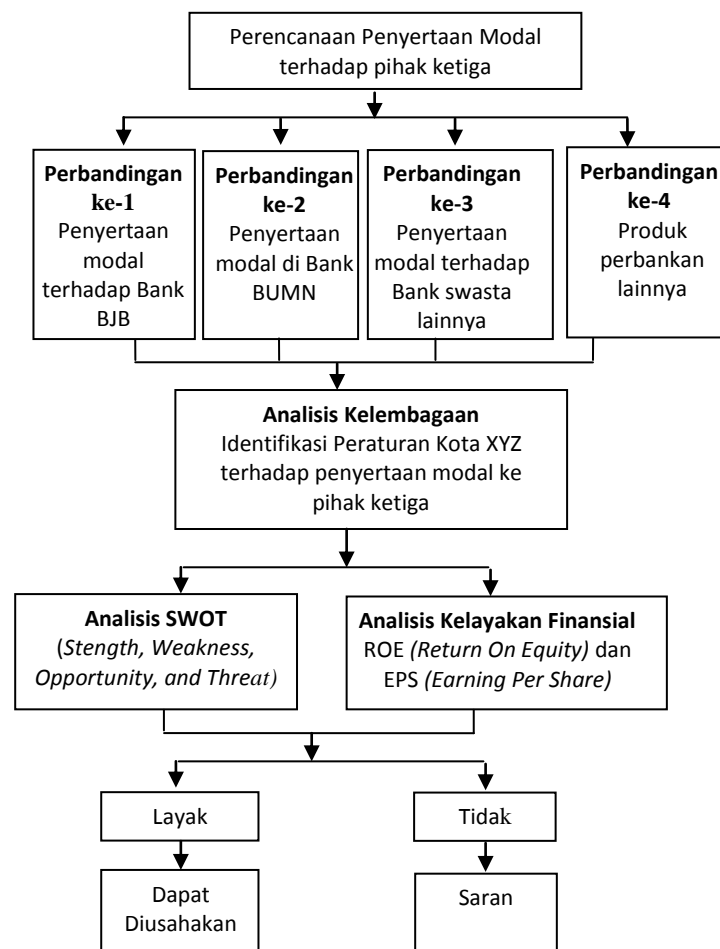 Perencanaan Penyertaan Modal
terhadap pihak ketiga
Perbandingan
ke-1
Penyertaan
modal
terhadap Bank
BJB
Perbandingan
ke-2
Penyertaan
modal di Bank
BUMN
Perbandingan
ke-3
Penyertaan
modal terhadap
Bank swasta
lainnya
Perbandingan
ke-4
Produk
perbankan
lainnya
Analisis Kelembagaan
Identifikasi Peraturan Kota XYZ
terhadap penyertaan modal ke
pihak ketiga
Analisis SWOT
(Stength, Weakness,
Opportunity, and Threat)
Analisis Kelayakan Finansial
ROE (Return On Equity) dan
EPS (Earning Per Share)
Layak
Tidak
Dapat
Diusahakan
Saran